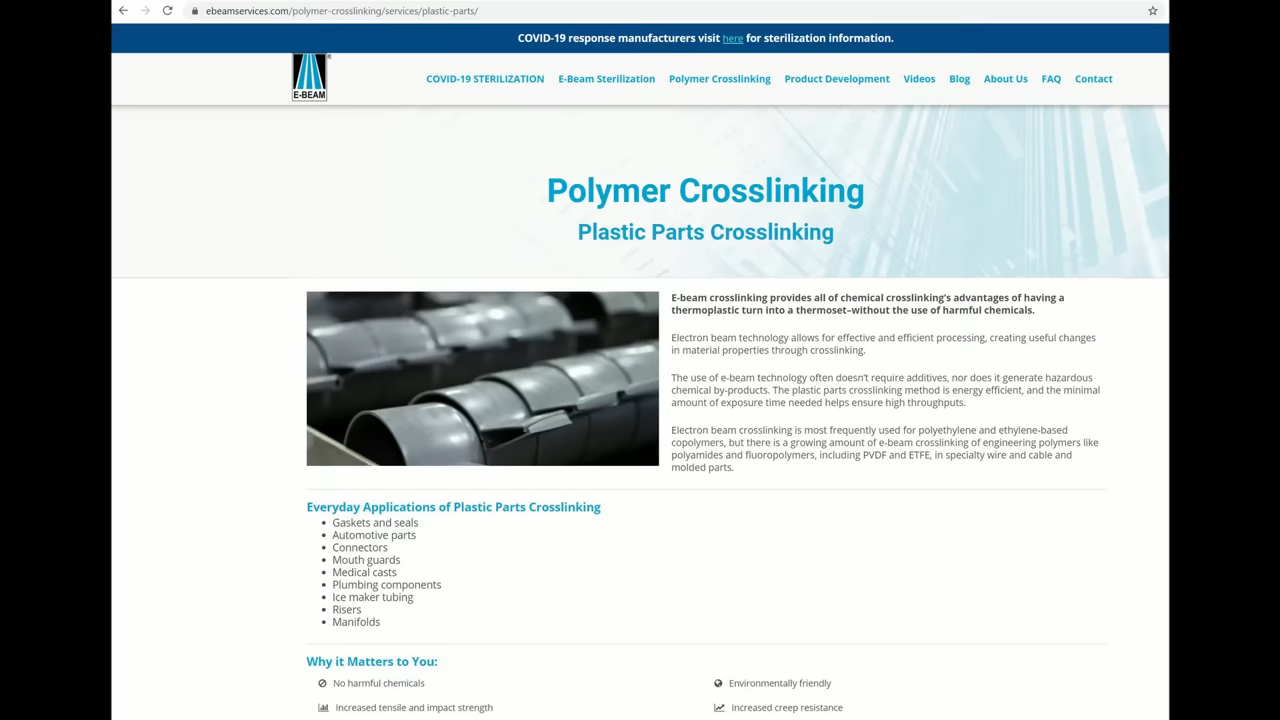 ebeamservices.com/polymer-crosslinking/services/plastic-parts/
COVID-19 response manufacturers visit here for sterilization information.
E-BEAM
COVID-19 STERILIZATION E-Beam Sterilization Polymer Crosslinking Product Development Videos Blog About Us FAQ Contact
Polymer Crosslinking
Plastic Parts Crosslinking
E-beam crosslinking provides all of chemical crosslinking's advantages of having a
thermoplastic turn into a thermoset–without the use of harmful chemicals.
Electron beam technology allows for effective and efficient processing, creating useful changes
in material properties through crosslinking.
The use of e-beam technology often doesn't require additives, nor does it generate hazardous
chemical by-products. The plastic parts crosslinking method is energy efficient, and the minimal
amount of exposure time needed helps ensure high throughputs.
Electron beam crosslinking is most frequently used for polyethylene and ethylene-based
copolymers, but there is a growing amount of e-beam crosslinking of engineering polymers like
polyamides and fluoropolymers, including PVDF and ETFE, in specialty wire and cable and
molded parts.
Everyday Applications of Plastic Parts Crosslinking
Gaskets and seals
Automotive parts
Connectors
Mouth guards
Medical casts
Plumbing components
Ice maker tubing
Risers
Manifolds
Why it Matters to You:
No harmful chemicals
Environmentally friendly
Increased tensile and impact strength
Increased creep resistance